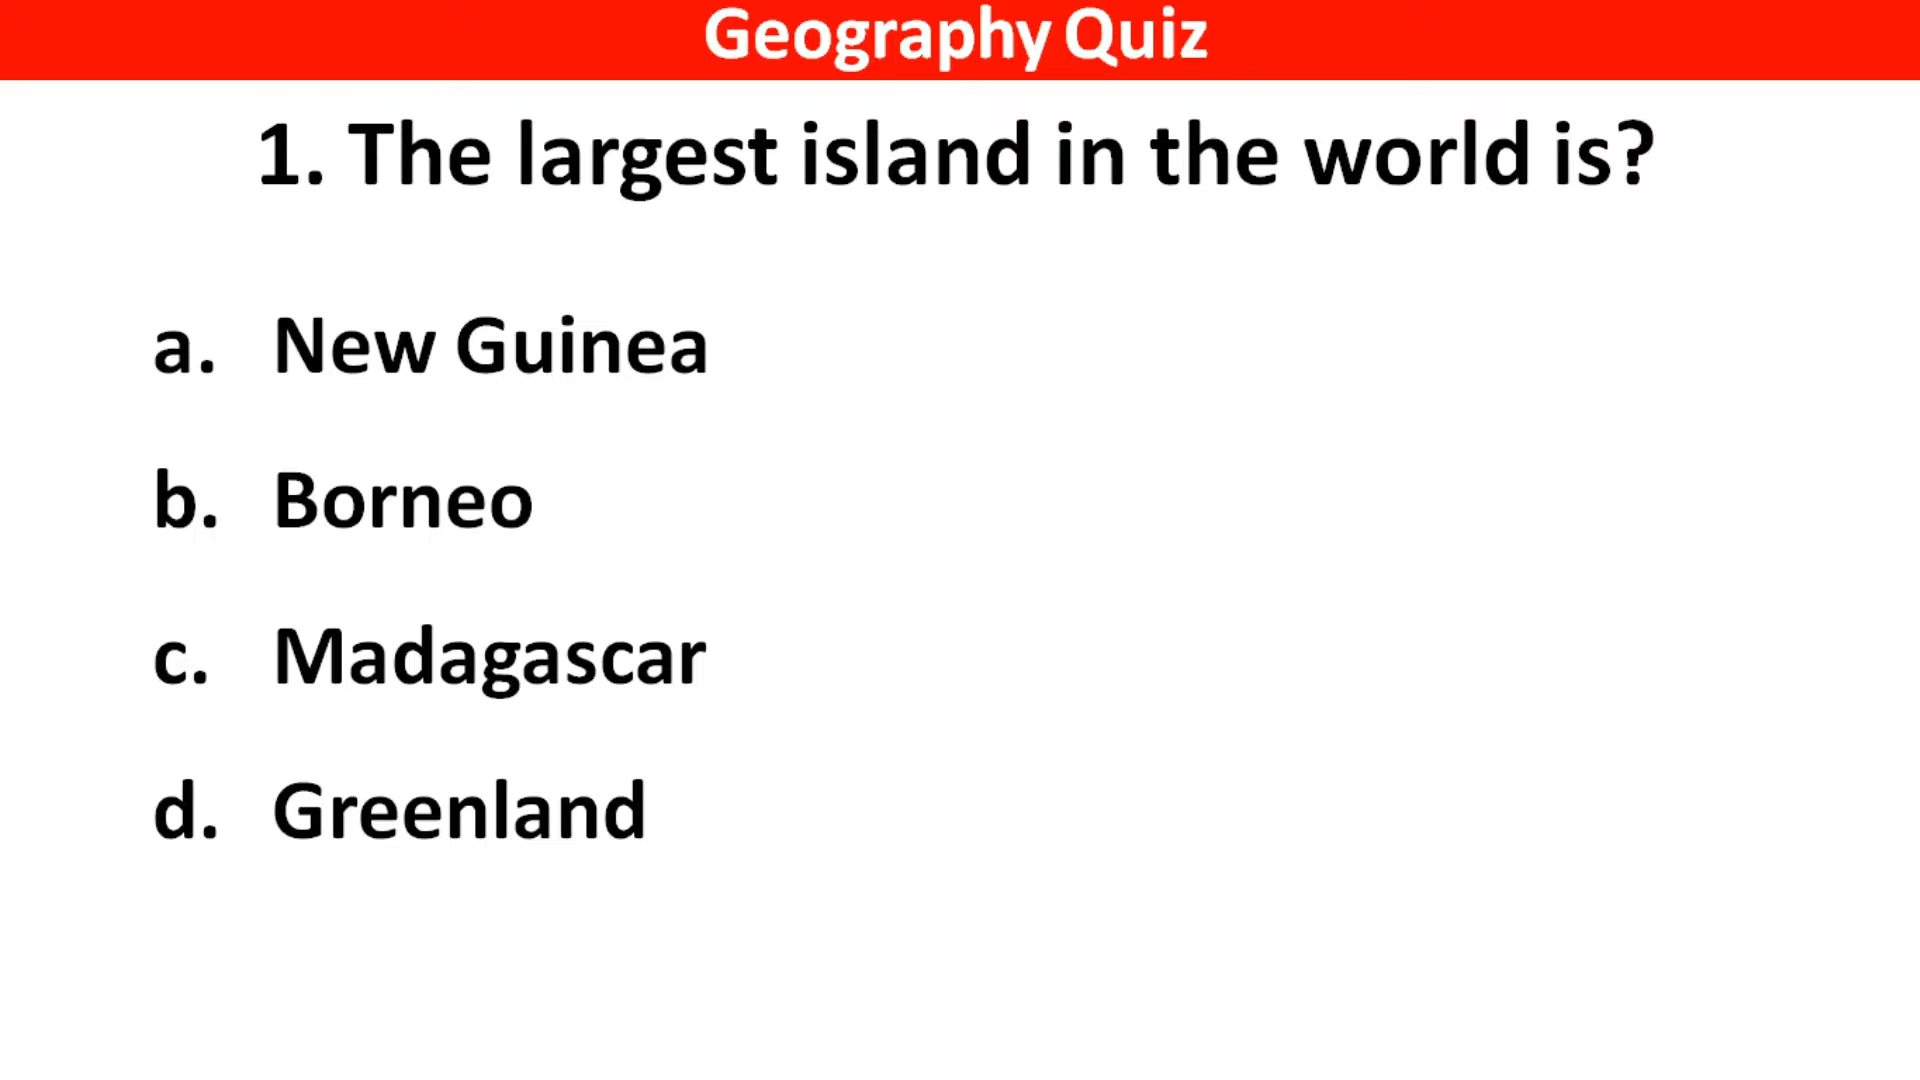 Geography Quiz
1. The largest island in the world is?
a. New Guinea
b. Borneo
c. Madagascar
d. Greenland